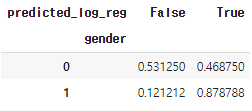 predicted_log_reg False True
gender
0 0.531250 0.468750
1 0.121212 0.878788